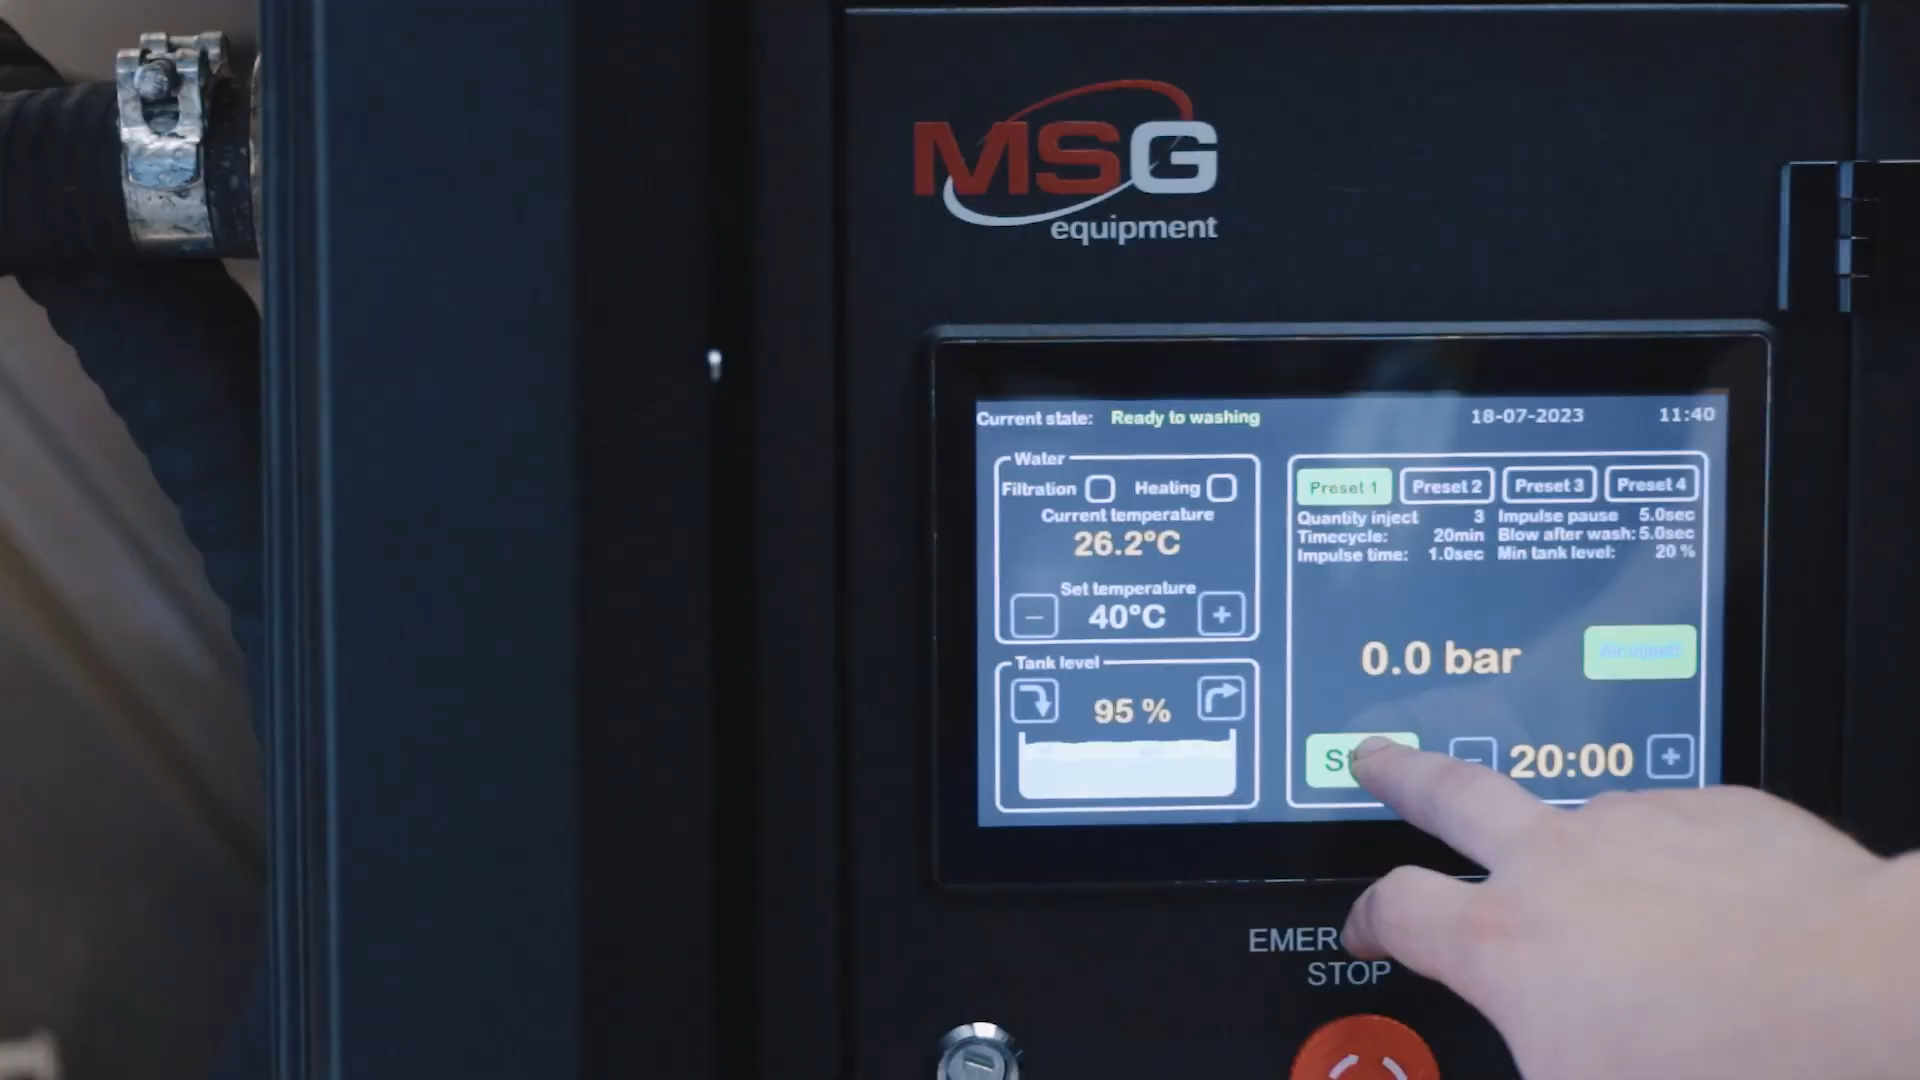 MSG
equipment
Current state: Ready to washing 18-07-2023 11:40
Water
Filtration Heating
Current temperature
26.2°C
Set temperature
− 40°C +
Tank level
95 %
Preset 1 Preset 2 Preset 3 Preset 4
Quantity inject 3 Impulse pause 5.0sec
Timecycle: 20min Blow after wash: 5.0sec
Impulse time: 1.0sec Min tank level: 20 %
0.0 bar
− 20:00 +
STOP